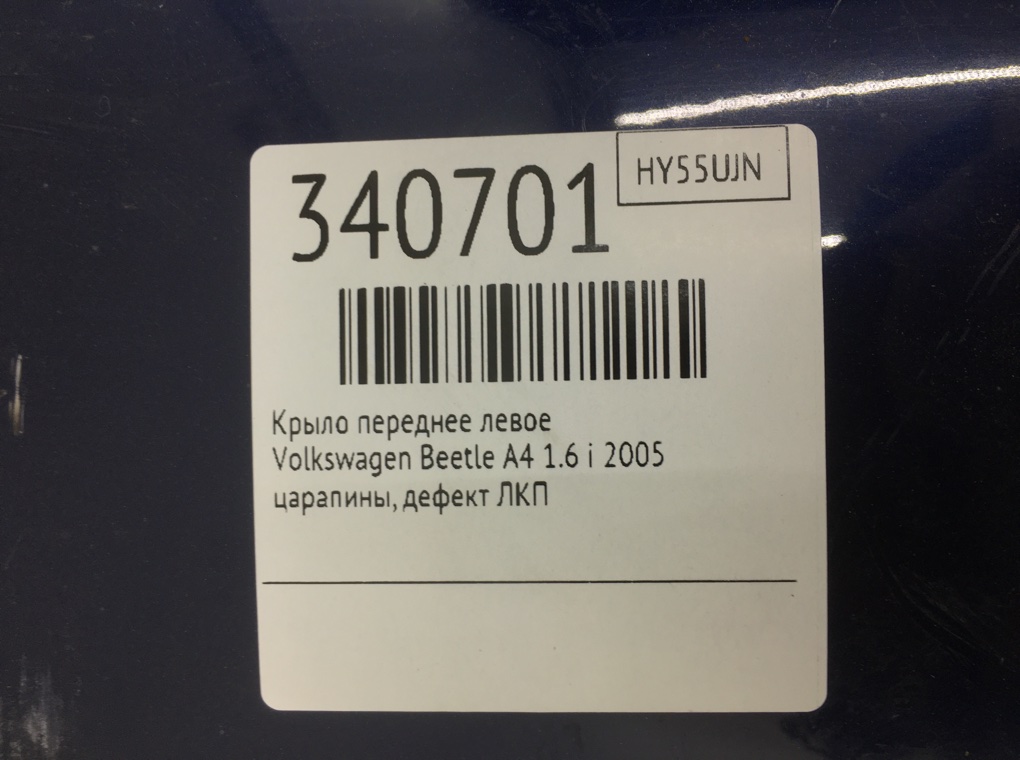 340701
HY55UJN
Крыло переднее левое
Volkswagen Beetle A4 1.6 i 2005
царапины, дефект ЛКП